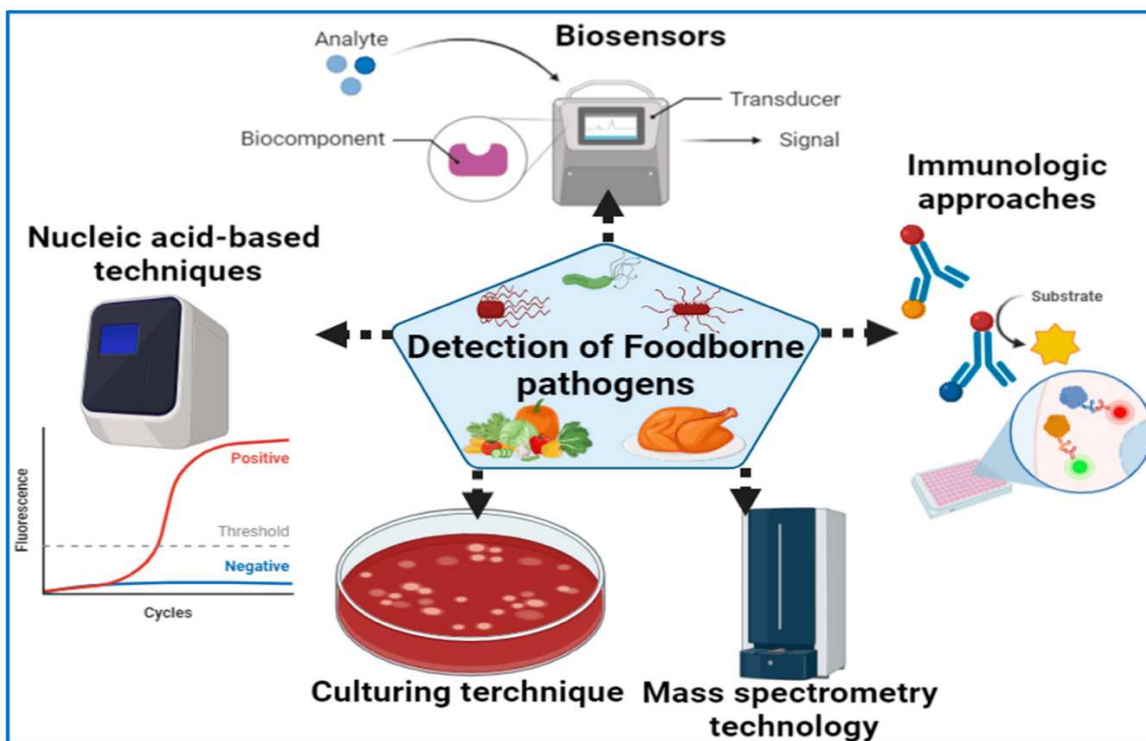 Biosensors
Analyte
Biocomponent
Transducer
Signal
Immunologic
approaches
Substrate
Nucleic acid-based
techniques
Detection of Foodborne
pathogens
Fluorescence
Positive
Threshold
Negative
Cycles
Culturing terchnique
Mass spectrometry
technology